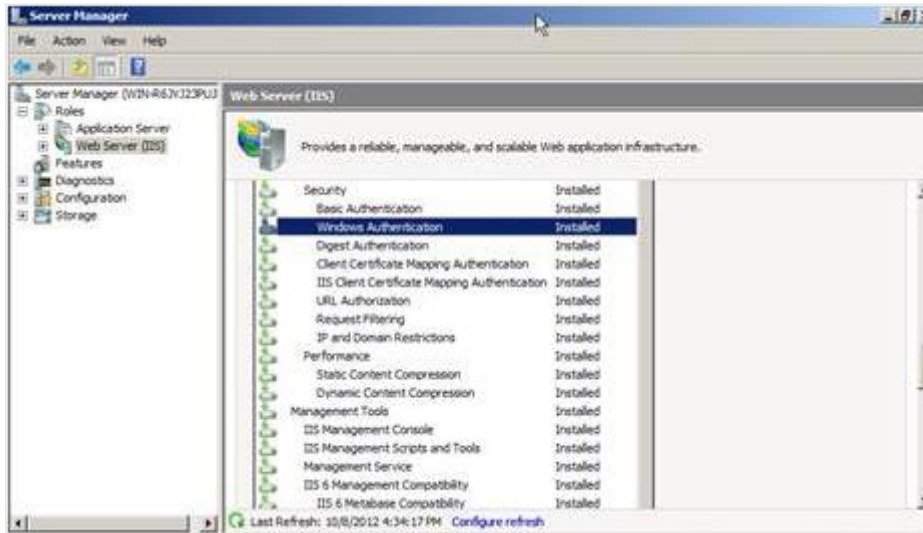 Server Manager
File Action View Help
Server Manager (WIN-R6JVJ23PUJ
Roles
Application Server
Web Server (IIS)
Features
Diagnostics
Configuration
Storage
Web Server (IIS)
Provides a reliable, manageable, and scalable Web application infrastructure.
Security Installed
Basic Authentication Installed
Windows Authentication Installed
Digest Authentication Installed
Client Certificate Mapping Authentication Installed
IIS Client Certificate Mapping Authentication Installed
URL Authorization Installed
Request Filtering Installed
IP and Domain Restrictions Installed
Performance Installed
Static Content Compression Installed
Dynamic Content Compression Installed
Management Tools Installed
IIS Management Console Installed
IIS Management Scripts and Tools Installed
Management Service Installed
IIS 6 Management Compatibility Installed
IIS 6 Metabase Compatibility Installed
Last Refresh: 10/8/2012 4:34:17 PM Configure refresh